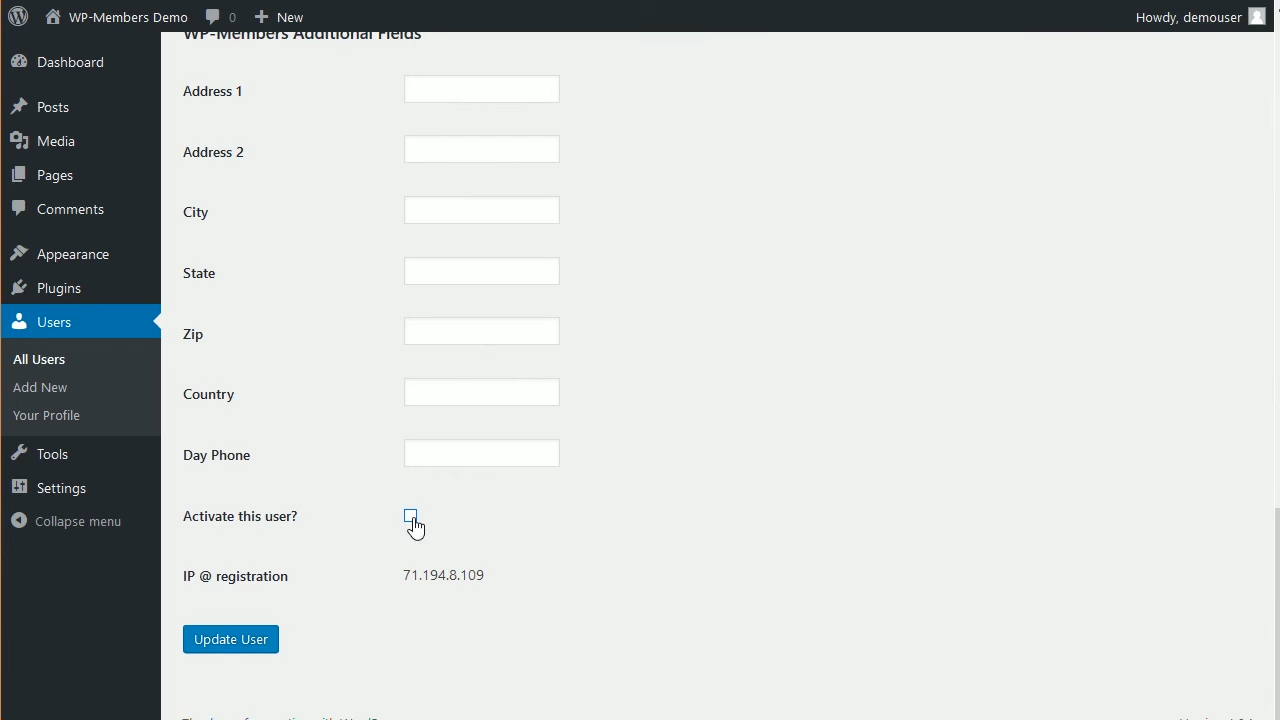 WP-Members Demo
0
New
Howdy, demouser
Dashboard
Posts
Media
Pages
Comments
Appearance
Plugins
Users
All Users
Add New
Your Profile
Tools
Settings
Collapse menu
WP-Members Additional Fields
Address 1
Address 2
City
State
Zip
Country
Day Phone
Activate this user?
IP @ registration
71.194.8.109
Update User